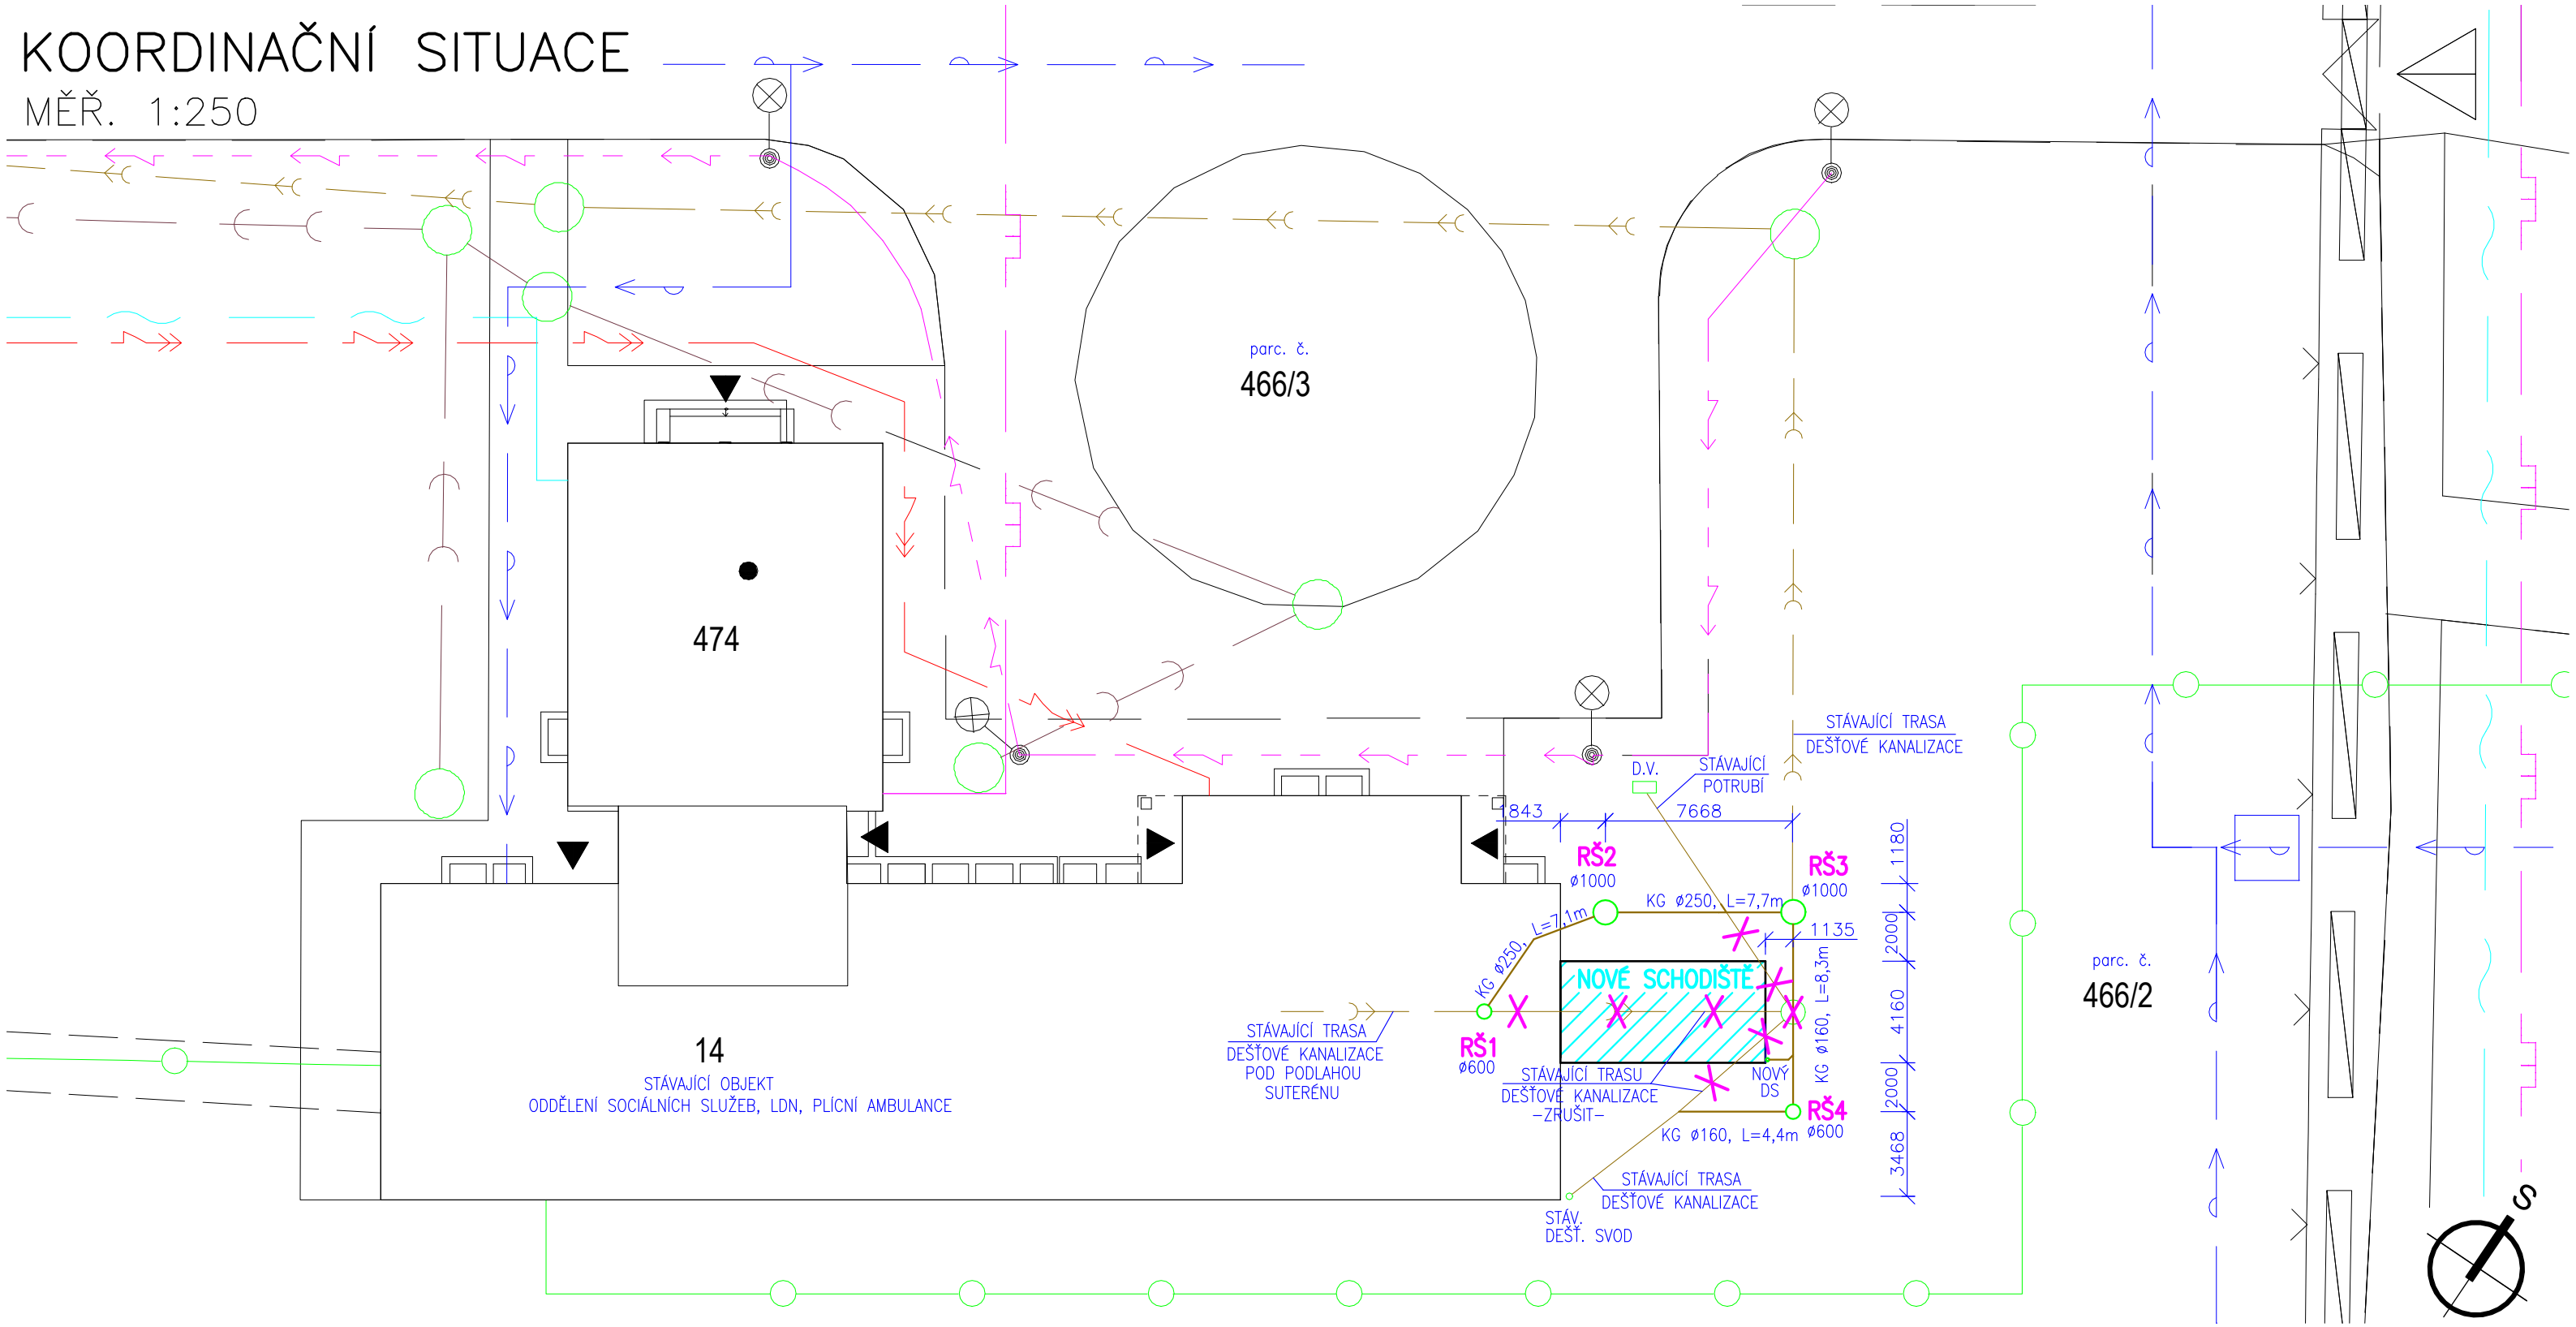 KOORDINAČNÍ SITUACE
MĚŘ. 1:250
parc. č.
466/3
474
STÁVAJÍCÍ TRASA
DEŠŤOVÉ KANALIZACE
D.V.
STÁVAJÍCÍ
POTRUBÍ
1843
7668
1180
RŠ2
ø1000
RŠ3
ø1000
KG ø250, L=7,7m
KG ø250, L=7,1m
2000
1135
NOVÉ SCHODIŠTĚ
KG ø160, L=8,3m
4160
parc. č.
466/2
STÁVAJÍCÍ TRASA
DEŠŤOVÉ KANALIZACE
POD PODLAHOU
SUTERÉNU
RŠ1
ø600
14
STÁVAJÍCÍ OBJEKT
ODDĚLENÍ SOCIÁLNÍCH SLUŽEB, LDN, PLÍCNÍ AMBULANCE
STÁVAJÍCÍ TRASU
DEŠŤOVÉ KANALIZACE
-ZRUŠIT-
NOVÝ
DS
2000
RŠ4
ø600
KG ø160, L=4,4m
3468
STÁVAJÍCÍ TRASA
DEŠŤOVÉ KANALIZACE
STÁV.
DEŠŤ. SVOD
S